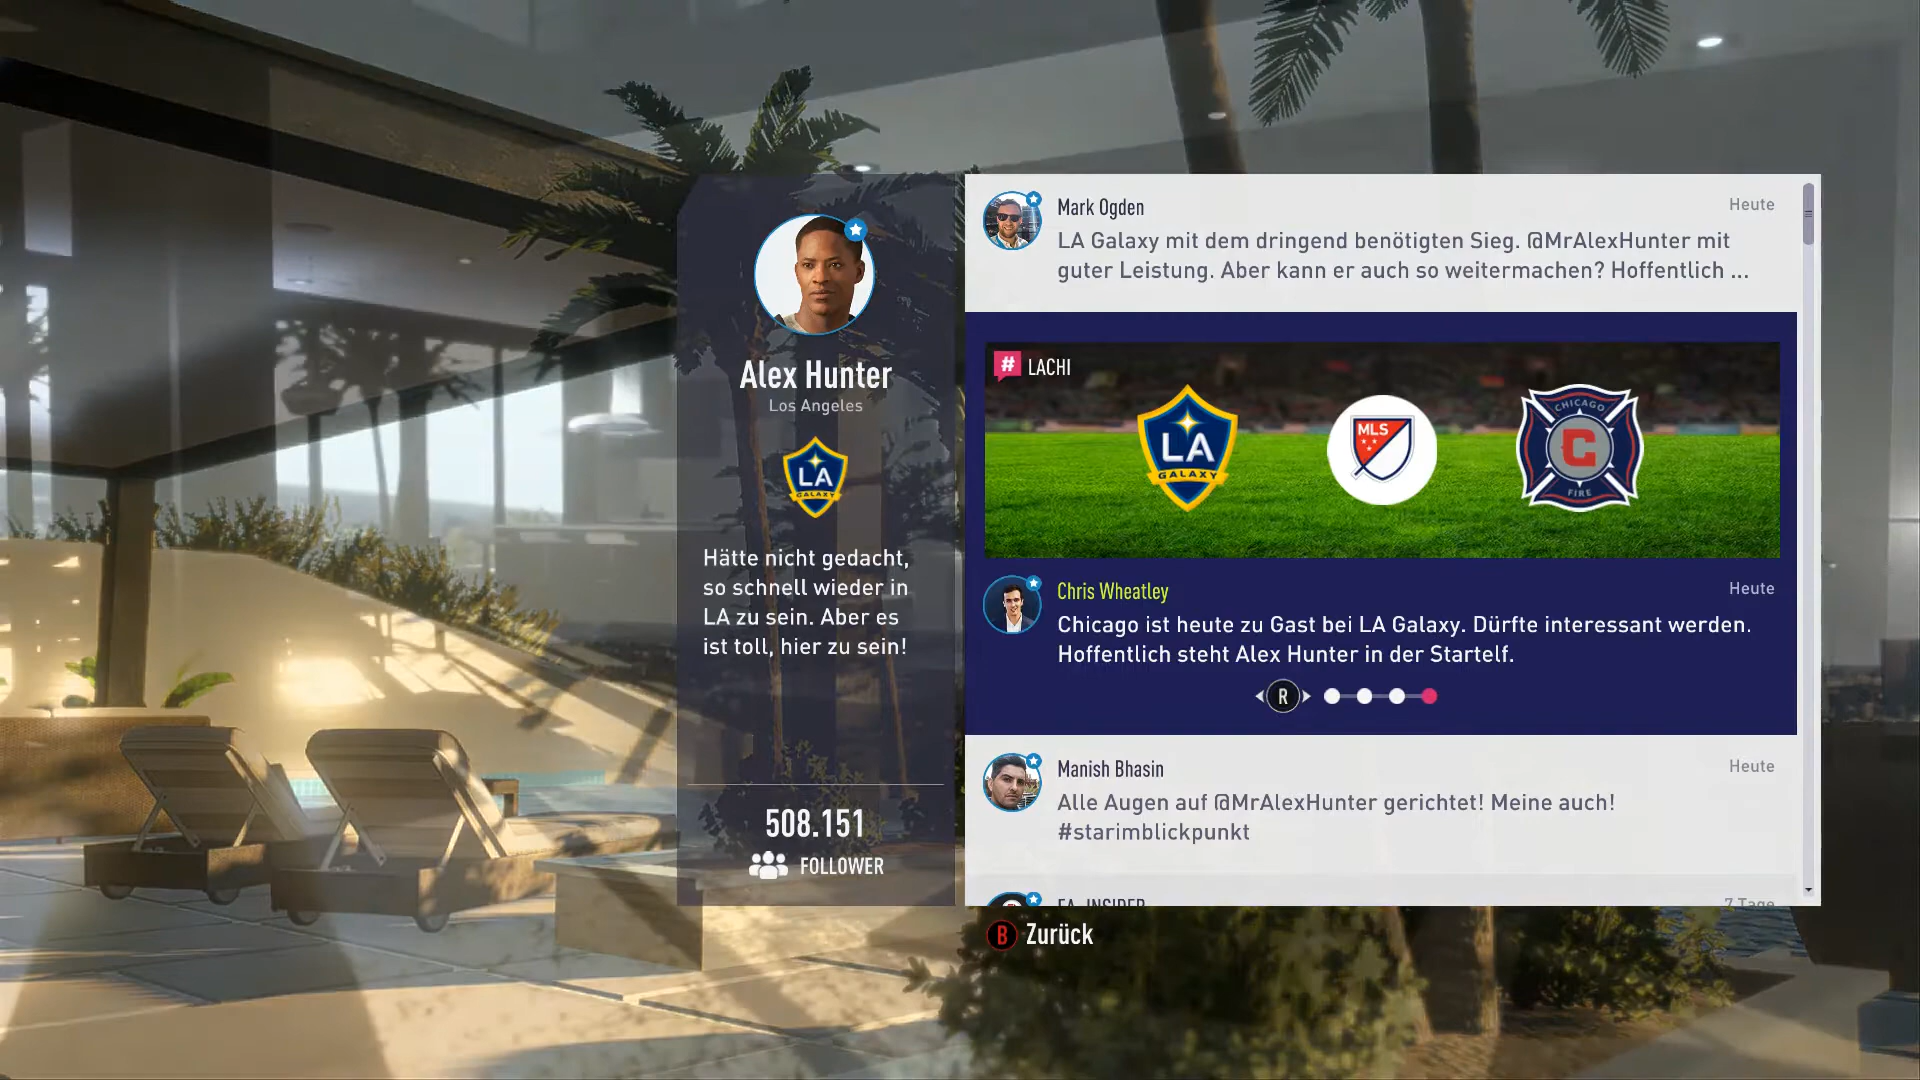 Alex Hunter
Los Angeles
LA
GALAXY
Hätte nicht gedacht,
so schnell wieder in
LA zu sein. Aber es
ist toll, hier zu sein!
508.151
FOLLOWER
Mark Ogden
Heute
LA Galaxy mit dem dringend benötigten Sieg. @MrAlexHunter mit
guter Leistung. Aber kann er auch so weitermachen? Hoffentlich ...
# LACHI
LA
GALAXY
MLS
CHICAGO
C
FIRE
Chris Wheatley
Heute
Chicago ist heute zu Gast bei LA Galaxy. Dürfte interessant werden.
Hoffentlich steht Alex Hunter in der Startelf.
R
Manish Bhasin
Heute
Alle Augen auf @MrAlexHunter gerichtet! Meine auch!
#starimblickpunkt
7 Tage
B Zurück